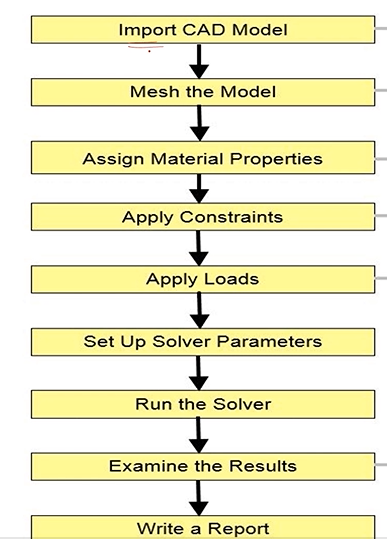 Import CAD Model
Mesh the Model
Assign Material Properties
Apply Constraints
Apply Loads
Set Up Solver Parameters
Run the Solver
Examine the Results
Write a Report